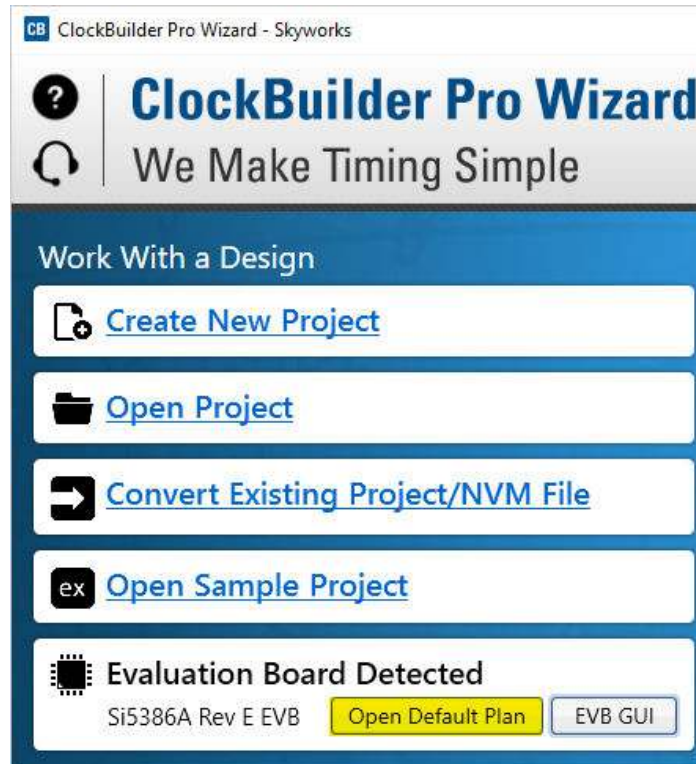 CB ClockBuilder Pro Wizard - Skyworks
? ClockBuilder Pro Wizard
We Make Timing Simple
Work With a Design
Create New Project
Open Project
Convert Existing Project/NVM File
ex Open Sample Project
Evaluation Board Detected
Si5386A Rev E EVB Open Default Plan EVB GUI